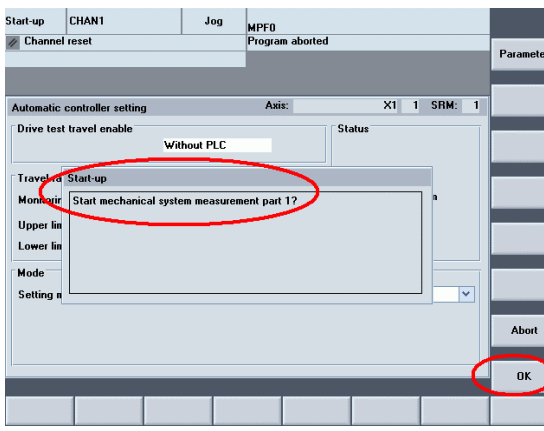 Start-up CHAN1 Jog MPF0
Channel reset Program aborted
Paramete
Automatic controller setting Axis: X1 1 SRM: 1
Drive test travel enable Status
Without PLC
Travel ra Start-up
Monitorin Start mechanical system measurement part 1? n
Upper lim
Lower lim
Mode
Setting m
Abort
OK